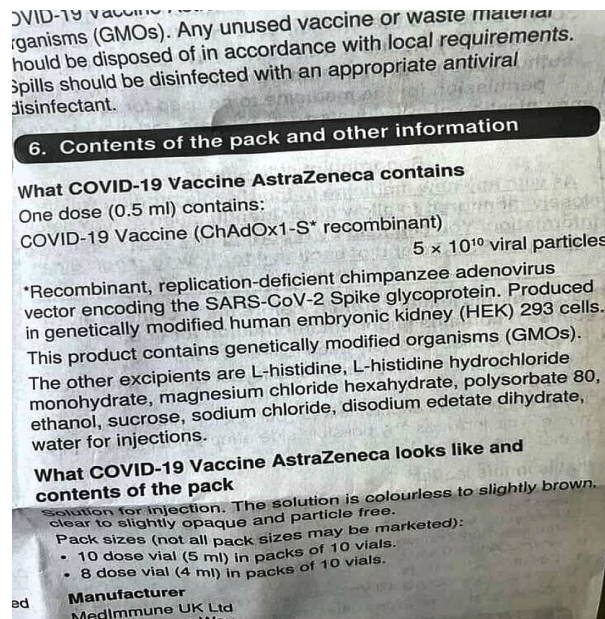 OVID-19 Vaccine
rganisms (GMOs). Any unused vaccine or waste material
hould be disposed of in accordance with local requirements.
Spills should be disinfected with an appropriate antiviral
disinfectant.
6. Contents of the pack and other information
What COVID-19 Vaccine AstraZeneca contains
One dose (0.5 ml) contains:
COVID-19 Vaccine (ChAdOx1-S* recombinant)
5 × 10¹⁰ viral particles
*Recombinant, replication-deficient chimpanzee adenovirus
vector encoding the SARS-CoV-2 Spike glycoprotein. Produced
in genetically modified human embryonic kidney (HEK) 293 cells.
This product contains genetically modified organisms (GMOs).
The other excipients are L-histidine, L-histidine hydrochloride
monohydrate, magnesium chloride hexahydrate, polysorbate 80,
ethanol, sucrose, sodium chloride, disodium edetate dihydrate,
water for injections.
What COVID-19 Vaccine AstraZeneca looks like and
contents of the pack
Solution for injection. The solution is colourless to slightly brown,
clear to slightly opaque and particle free.
Pack sizes (not all pack sizes may be marketed):
• 10 dose vial (5 ml) in packs of 10 vials.
• 8 dose vial (4 ml) in packs of 10 vials.
ed
Manufacturer
MedImmune UK Ltd